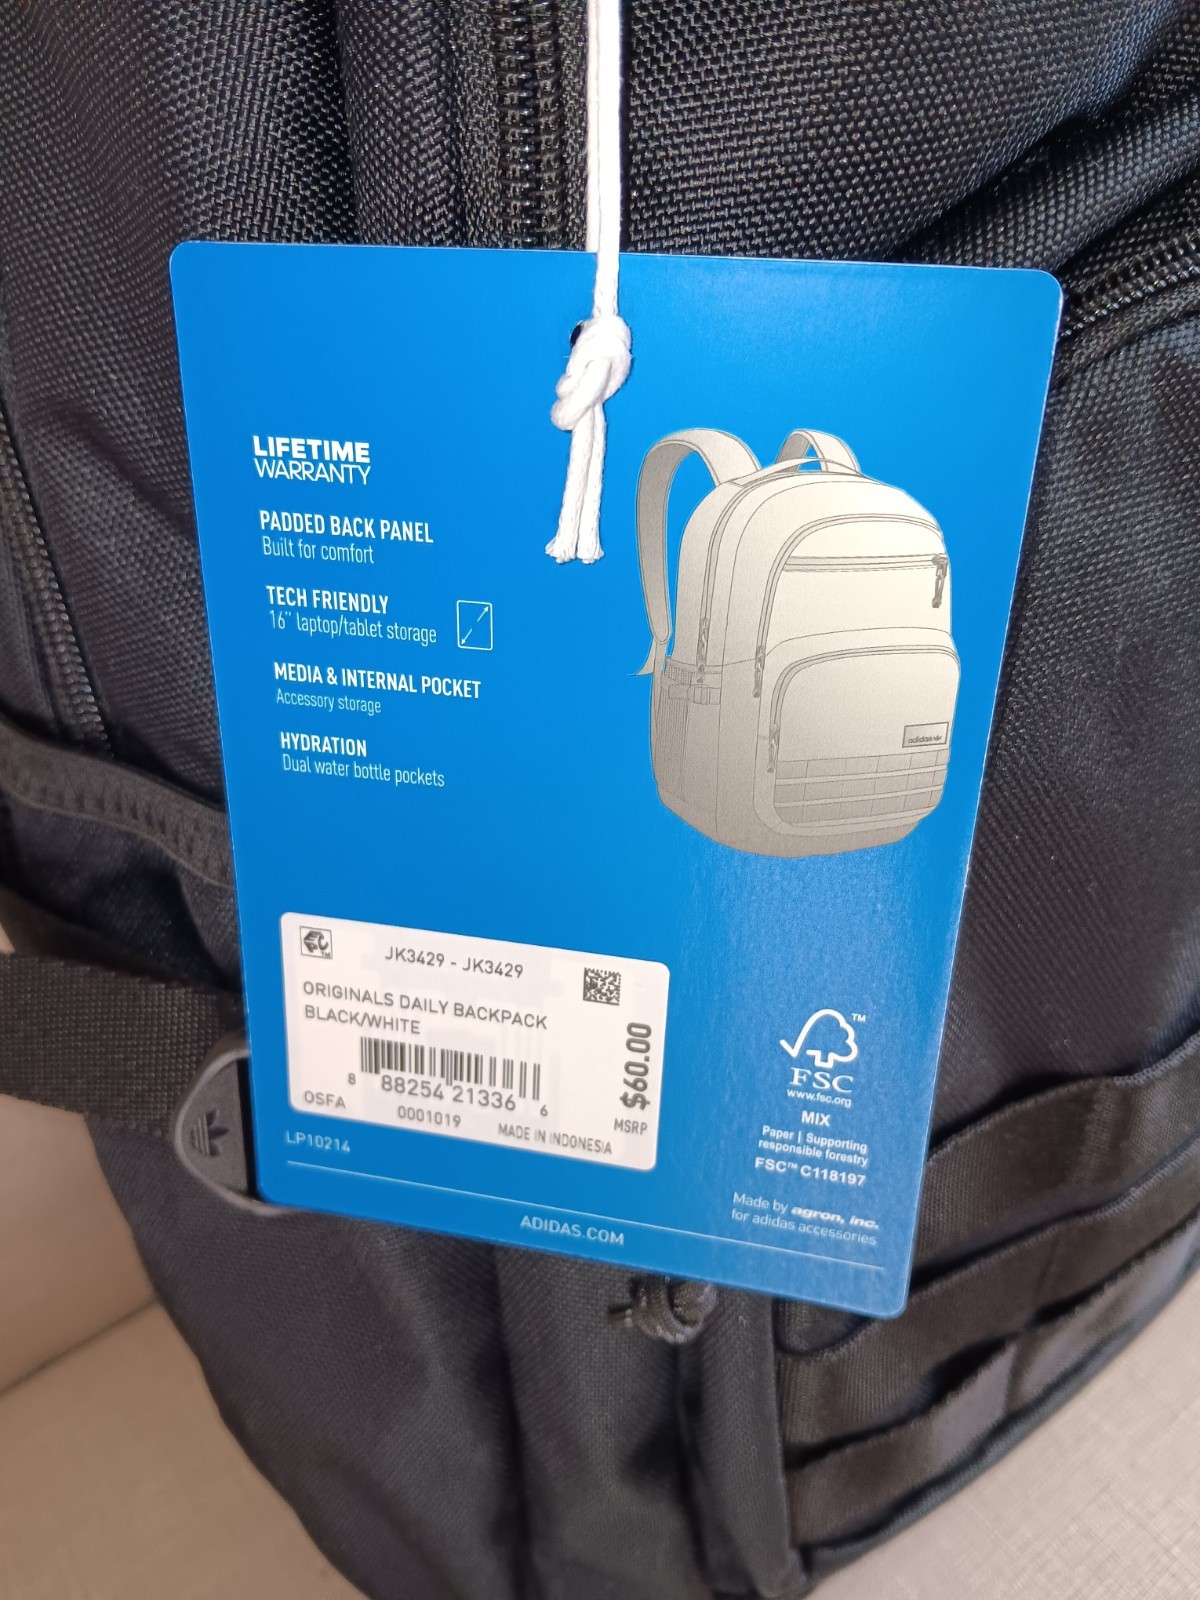 LIFETIME
WARRANTY
PADDED BACK PANEL
Built for comfort
TECH FRIENDLY
16" laptop/tablet storage
MEDIA & INTERNAL POCKET
Accessory storage
HYDRATION
Dual water bottle pockets
adidas
JK3429 - JK3429
ORIGINALS DAILY BACKPACK
BLACK/WHITE
8 88254 21336 6
OSFA
0001019
MADE IN INDONESIA
$60.00
MSRP
LP10214
FSC
www.fsc.org
MIX
Paper | Supporting
responsible forestry
FSC™ C118197
Made by agron, inc.
for adidas accessories
ADIDAS.COM